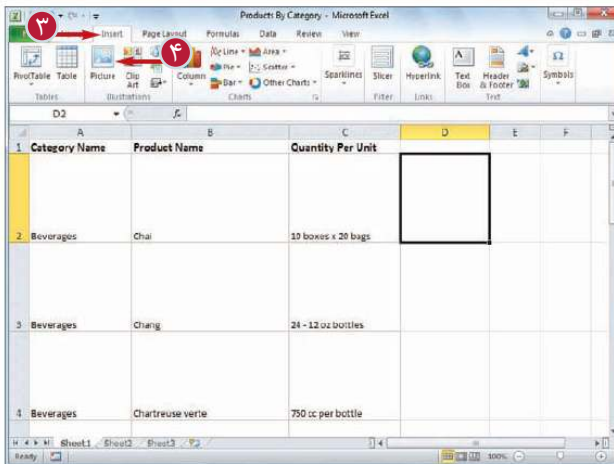 Products By Category - Microsoft Excel
۳
Insert Page Layout Formulas Data Review View
۴
PivotTable Table Picture Clip Art Column Line Area Pie Scatter Bar Other Charts Sparklines Slicer Hyperlink Text Box Header & Footer Symbols
Tables Illustrations Charts Filter Links Text
D2 fx
A B C D E F
1 Category Name Product Name Quantity Per Unit
2 Beverages Chai 10 boxes x 20 bags
3 Beverages Chang 24 - 12 oz bottles
4 Beverages Chartreuse verte 750 cc per bottle
Sheet1 Sheet2 Sheet3
Ready 100%